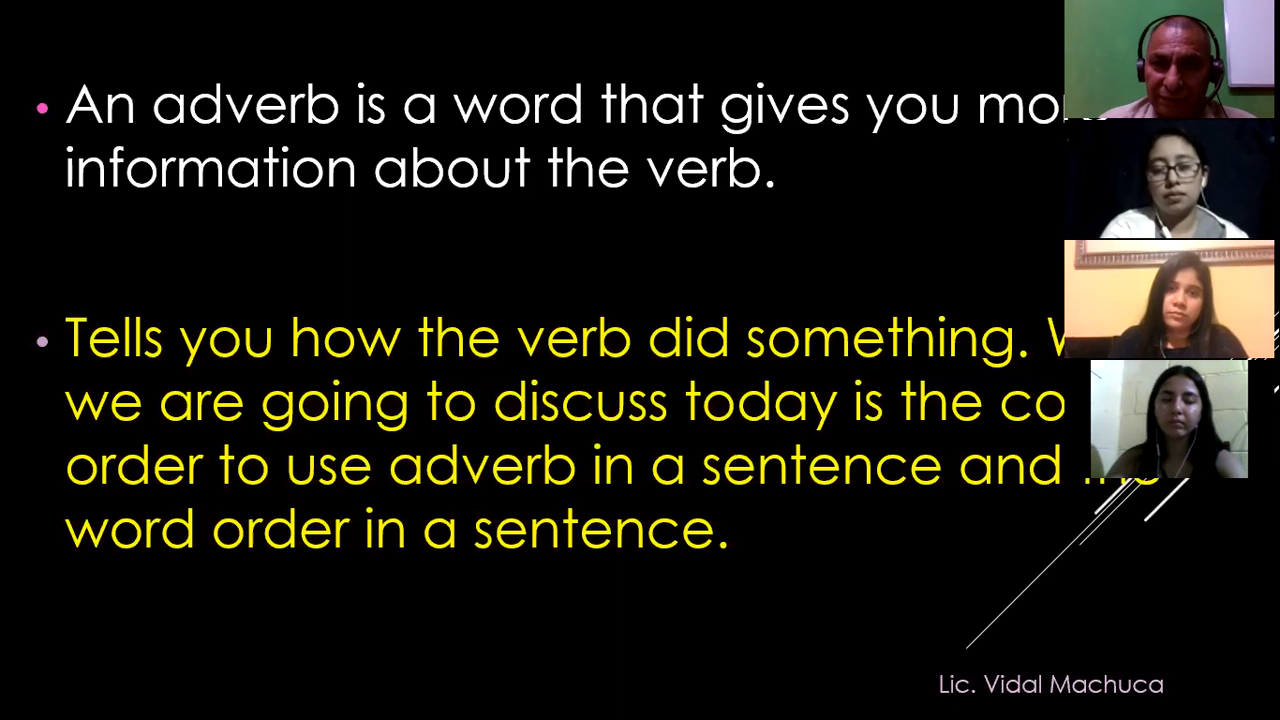 An adverb is a word that gives you more
information about the verb.
Tells you how the verb did something.
we are going to discuss today is the
order to use adverb in a sentence and the
word order in a sentence.
Lic. Vidal Machuca